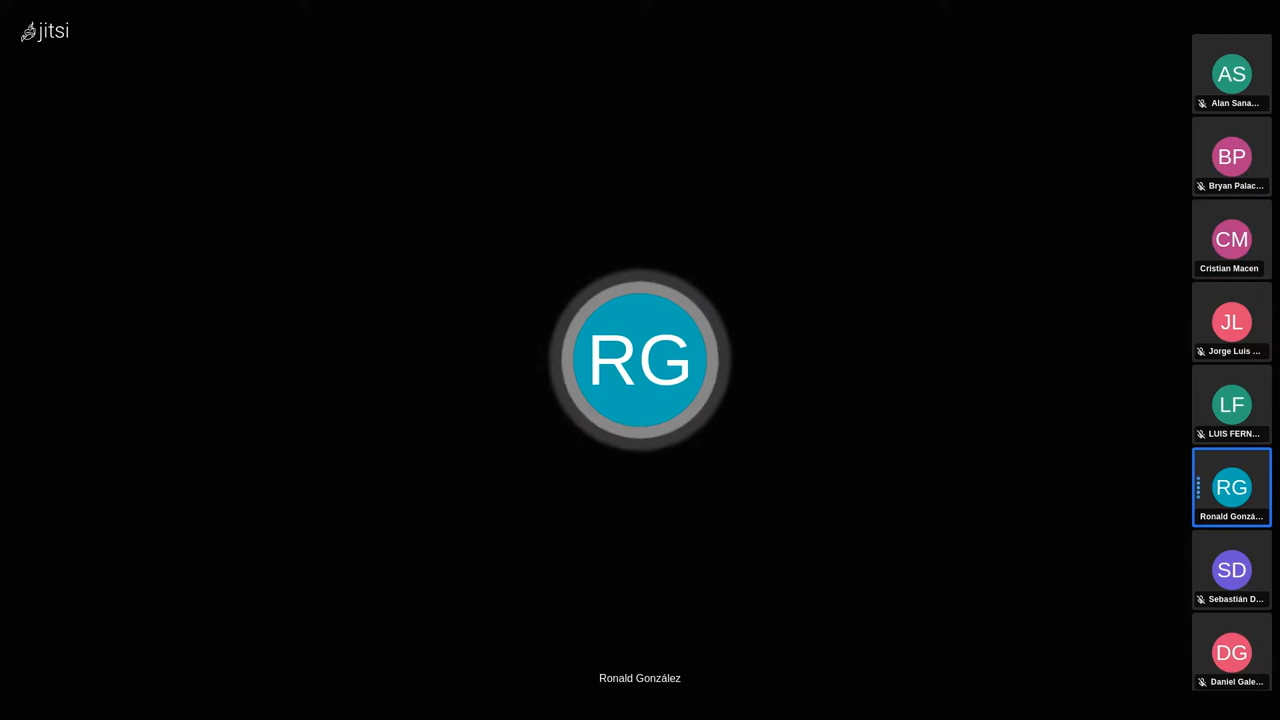 jitsi
AS
Alan Sana...
BP
Bryan Palac...
CM
Cristian Macen
JL
Jorge Luis ...
LF
LUIS FERN...
RG
RG
Ronald Gonzá...
SD
Sebastián D...
DG
Daniel Gale...
Ronald González